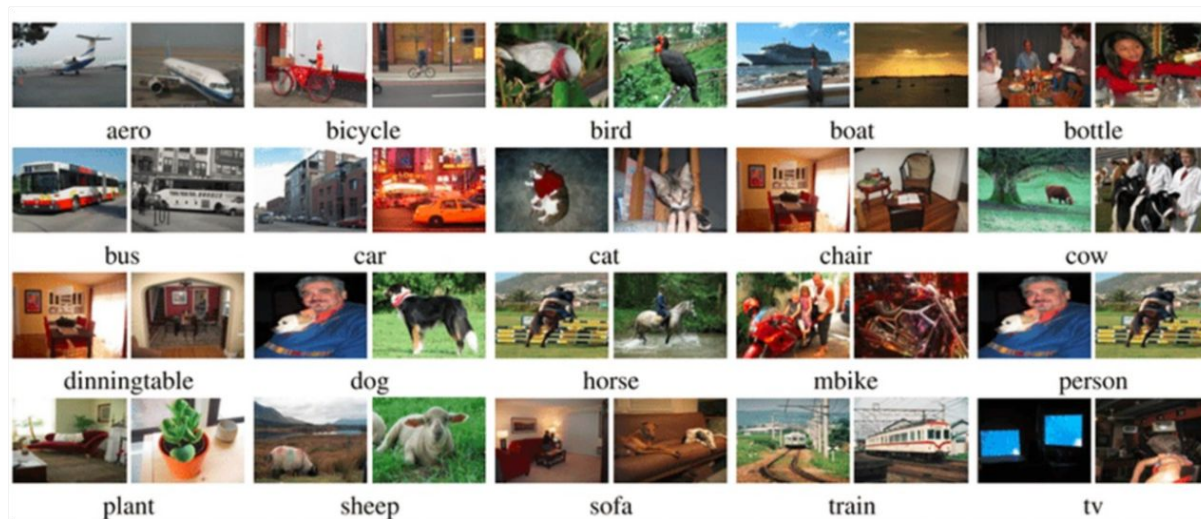 aero bicycle bird boat bottle
bus car cat chair cow
dinningtable dog horse mbike person
plant sheep sofa train tv